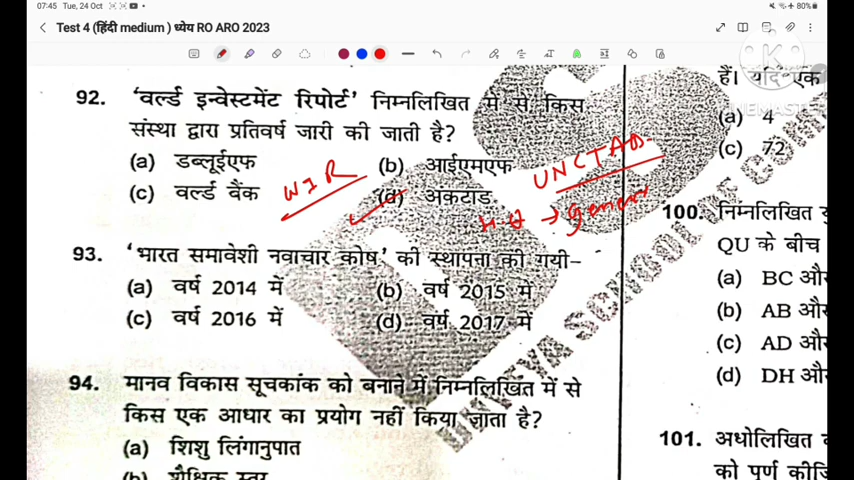 07:45 Tue, 24 Oct
80%
Test 4 (हिंदी medium ) ध्येय RO ARO 2023
92. 'वर्ल्ड इन्वेस्टमेंट रिपोर्ट' निम्नलिखित में से किस
संस्था द्वारा प्रतिवर्ष जारी की जाती है?
(a) डब्लूईएफ (b) आईएमएफ
(c) वर्ल्ड बैंक (d) अंकटाड
WIR
UNCTAD
H.Q →
93. 'भारत समावेशी नवाचार कोष' की स्थापना की गयी–
(a) वर्ष 2014 में (b) वर्ष 2015 में
(c) वर्ष 2016 में (d) वर्ष 2017 में
94. मानव विकास सूचकांक को बनाने में निम्नलिखित में से
किस एक आधार का प्रयोग नहीं किया जाता है?
(a) शिशु लिंगानुपात
(b) शैक्षिक स्तर
हैं। यदि एक
(a) 4
(c) 72
100. निम्नलिखित
QU के बीच
(a) BC और
(b) AB और
(c) AD और
(d) DH और
101. अधोलिखित
को पूर्ण कीजि
KINEMASTER